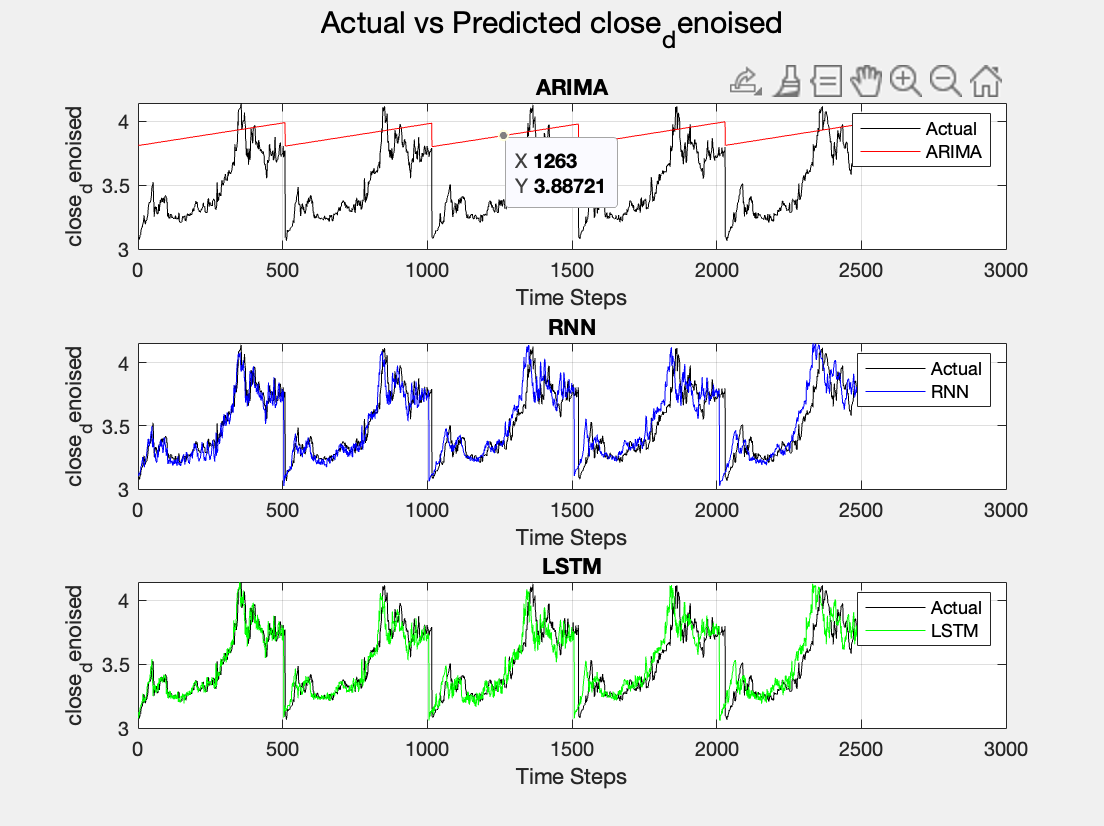 Actual vs Predicted close_denoised
ARIMA
close_denoised
4
3.5
3
Actual
ARIMA
X 1263
Y 3.88721
0 500 1000 1500 2000 2500 3000
Time Steps
RNN
close_denoised
4
3.5
3
Actual
RNN
0 500 1000 1500 2000 2500 3000
Time Steps
LSTM
close_denoised
4
3.5
3
Actual
LSTM
0 500 1000 1500 2000 2500 3000
Time Steps